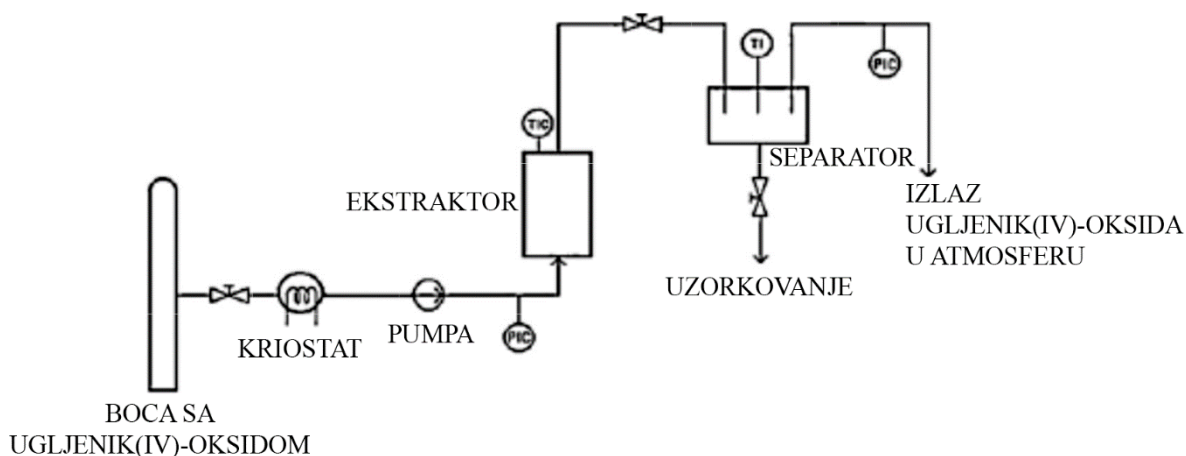 TI
PIC
TIC
SEPARATOR
EKSTRAKTOR
IZLAZ
UGLJENIK(IV)-OKSIDA
U ATMOSFERU
UZORKOVANJE
PUMPA
PIC
KRIOSTAT
BOCA SA
UGLJENIK(IV)-OKSIDOM